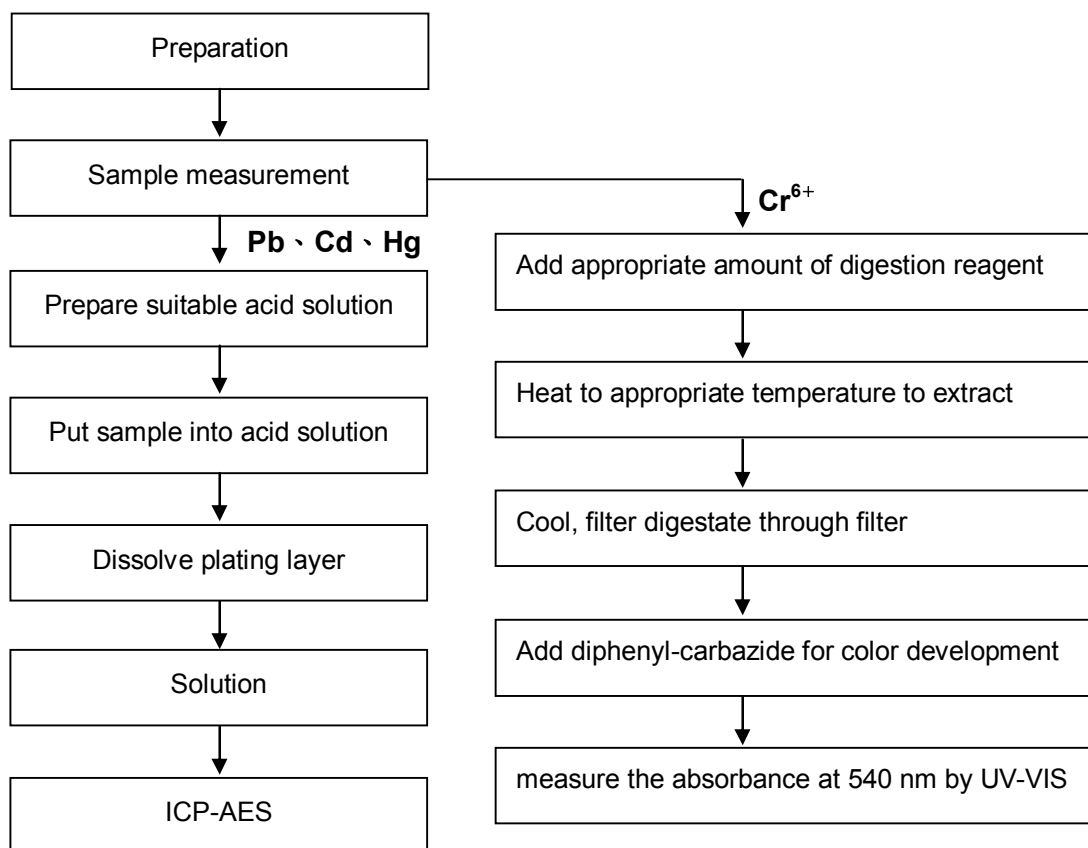 Preparation
Sample measurement
Pb、Cd、Hg
Prepare suitable acid solution
Put sample into acid solution
Dissolve plating layer
Solution
ICP-AES
Cr⁶⁺
Add appropriate amount of digestion reagent
Heat to appropriate temperature to extract
Cool, filter digestate through filter
Add diphenyl-carbazide for color development
measure the absorbance at 540 nm by UV-VIS